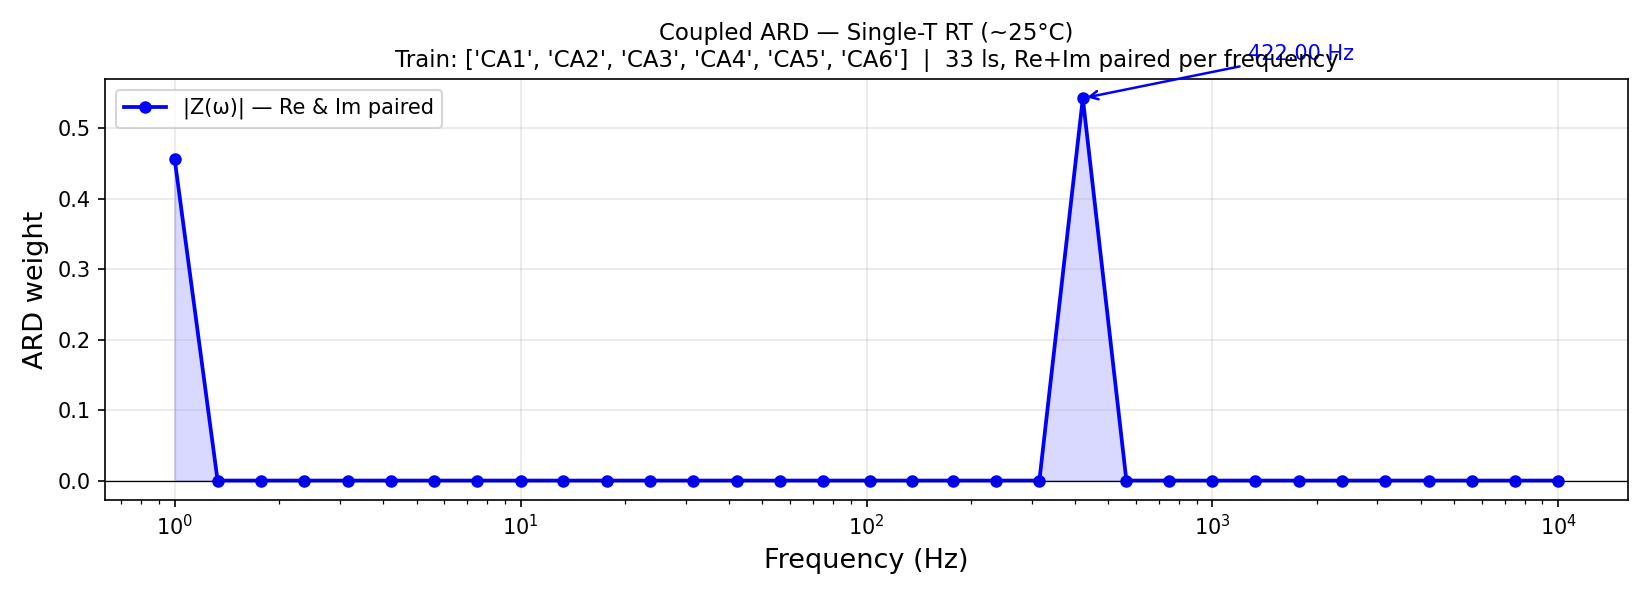 Coupled ARD — Single-T RT (~25°C)
Train: ['CA1', 'CA2', 'CA3', 'CA4', 'CA5', 'CA6']  |  33 ls, Re+Im paired per frequency
422.00 Hz
|Z(ω)| — Re & Im paired
ARD weight
0.5
0.4
0.3
0.2
0.1
0.0
10⁰ 10¹ 10² 10³ 10⁴
Frequency (Hz)